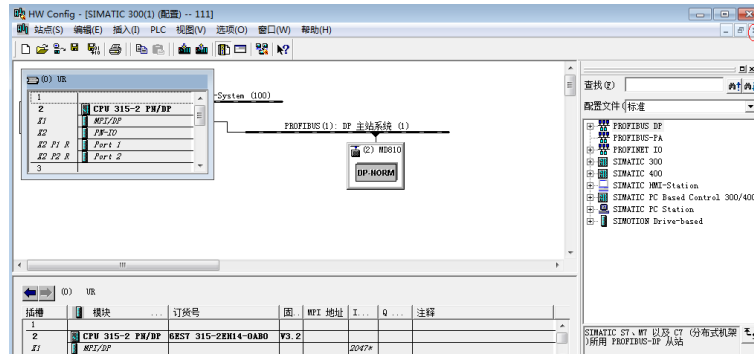 HW Config - [SIMATIC 300(1) (配置) -- 111]
站点(S) 编辑(E) 插入(I) PLC 视图(V) 选项(O) 窗口(W) 帮助(H)
(0) UR
1
2 CPU 315-2 PN/DP
X1 MPI/DP
X2 PN-IO
X2 P1 R Port 1
X2 P2 R Port 2
3
-System (100)
PROFIBUS(1): DP 主站系统 (1)
(2) MD810
DP-NORM
查找(F)
配置文件 标准
PROFIBUS DP
PROFIBUS-PA
PROFINET IO
SIMATIC 300
SIMATIC 400
SIMATIC HMI-Station
SIMATIC PC Based Control 300/400
SIMATIC PC Station
SIMOTION Drive-based
(0) UR
插槽 模块 ... 订货号 固.. MPI 地址 I... Q ... 注释
1
2 CPU 315-2 PN/DP 6ES7 315-2EH14-0AB0 V3.2
X1 MPI/DP 2047*
SIMATIC S7、M7 以及 C7 (分布式机架
)所用 PROFIBUS-DP 从站